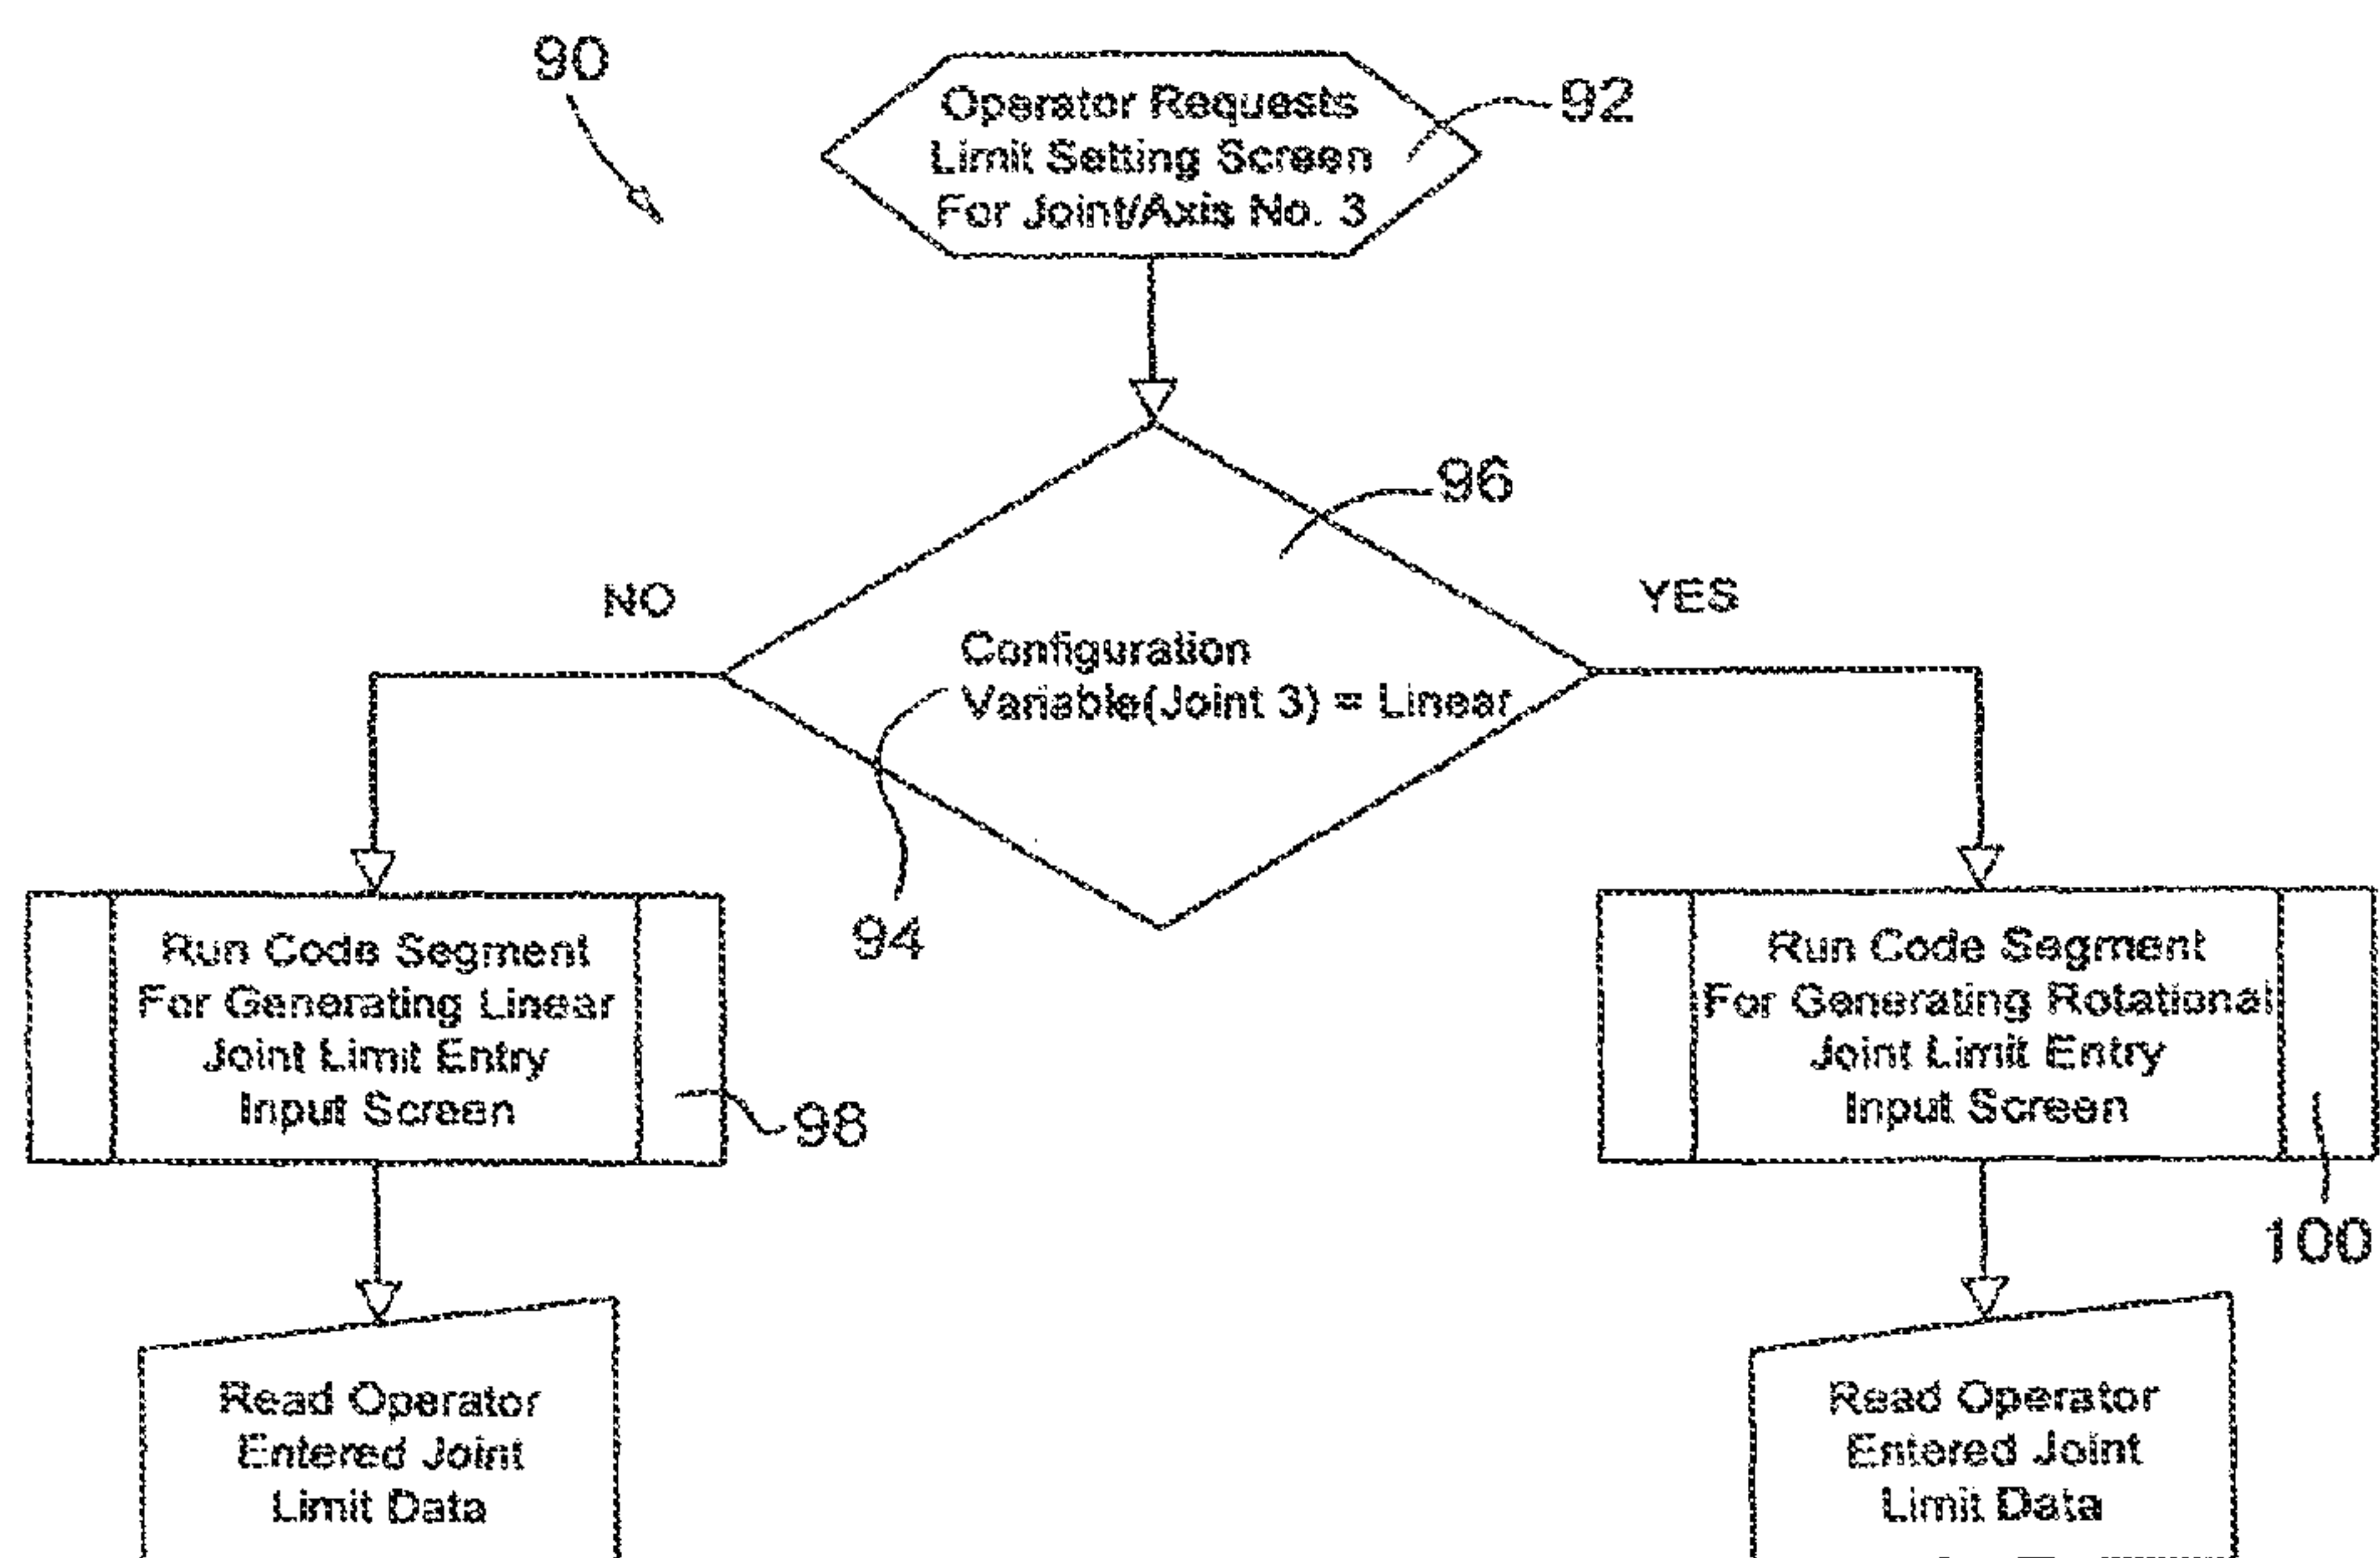 90
Operator Requests
Limit Setting Screen
For Joint/Axis No. 3
92
96
NO
YES
Configuration
Variable(Joint 3) = Linear
94
Run Code Segment
For Generating Linear
Joint Limit Entry
Input Screen
98
Run Code Segment
For Generating Rotational
Joint Limit Entry
Input Screen
100
Read Operator
Entered Joint
Limit Data
Read Operator
Entered Joint
Limit Data